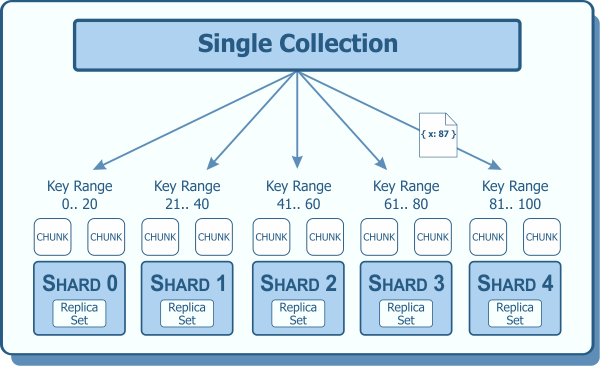 Single Collection
{ x: 87 }
Key Range
0.. 20
Key Range
21.. 40
Key Range
41.. 60
Key Range
61.. 80
Key Range
81.. 100
CHUNK CHUNK CHUNK CHUNK CHUNK CHUNK CHUNK CHUNK CHUNK CHUNK
SHARD 0
Replica
Set
SHARD 1
Replica
Set
SHARD 2
Replica
Set
SHARD 3
Replica
Set
SHARD 4
Replica
Set